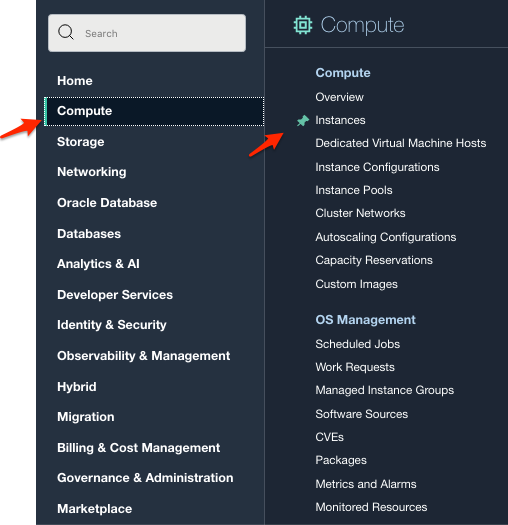 Search
Home
Compute
Storage
Networking
Oracle Database
Databases
Analytics & AI
Developer Services
Identity & Security
Observability & Management
Hybrid
Migration
Billing & Cost Management
Governance & Administration
Marketplace
Compute
Compute
Overview
Instances
Dedicated Virtual Machine Hosts
Instance Configurations
Instance Pools
Cluster Networks
Autoscaling Configurations
Capacity Reservations
Custom Images
OS Management
Scheduled Jobs
Work Requests
Managed Instance Groups
Software Sources
CVEs
Packages
Metrics and Alarms
Monitored Resources